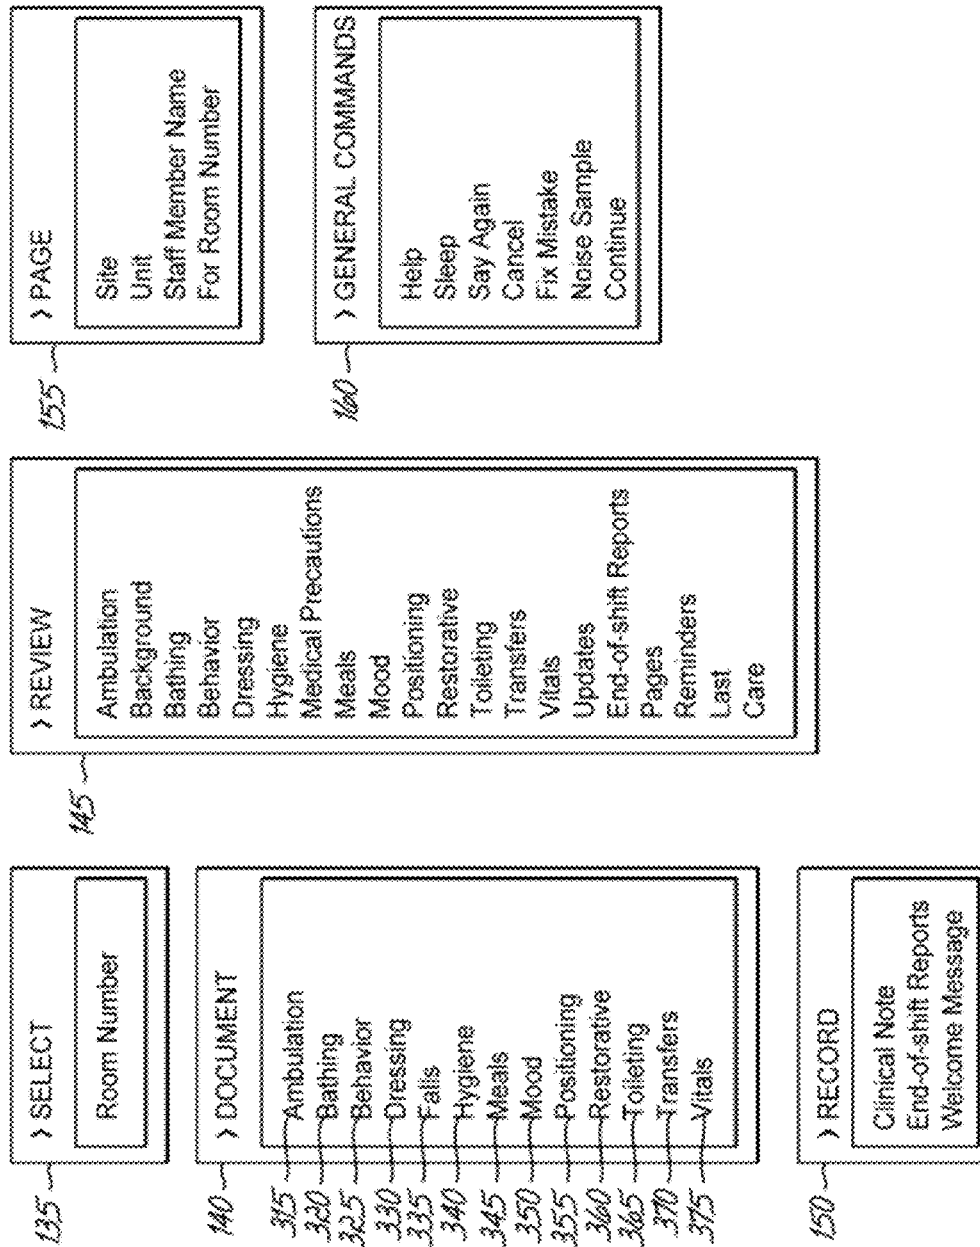 135
> SELECT
Room Number
140
> DOCUMENT
315 Ambulation
320 Bathing
325 Behavior
330 Dressing
335 Falls
340 Hygiene
345 Meals
350 Mood
355 Positioning
360 Restorative
365 Toileting
370 Transfers
375 Vitals
150
> RECORD
Clinical Note
End-of-shift Reports
Welcome Message
145
> REVIEW
Ambulation
Background
Bathing
Behavior
Dressing
Hygiene
Medical Precautions
Meals
Mood
Positioning
Restorative
Toileting
Transfers
Vitals
Updates
End-of-shift Reports
Pages
Reminders
Last
Care
155
> PAGE
Site
Unit
Staff Member Name
For Room Number
160
> GENERAL COMMANDS
Help
Sleep
Say Again
Cancel
Fix Mistake
Noise Sample
Continue